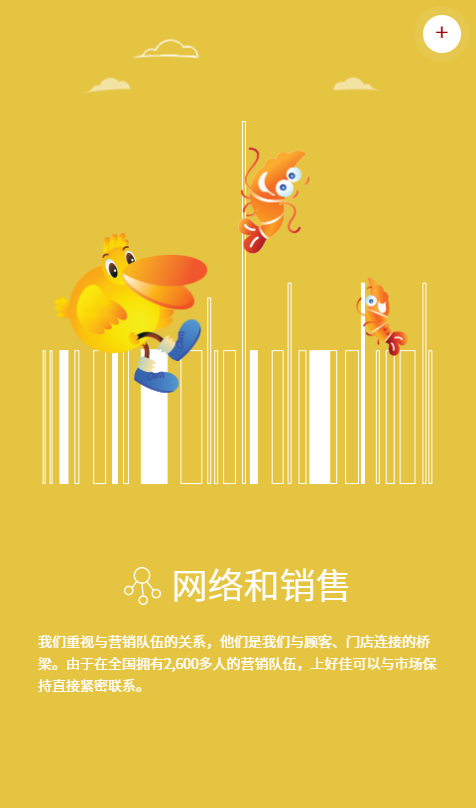 +
网络和销售
我们重视与营销队伍的关系，他们是我们与顾客、门店连接的桥
梁。由于在全国拥有2,600多人的营销队伍，上好佳可以与市场保
持直接紧密联系。